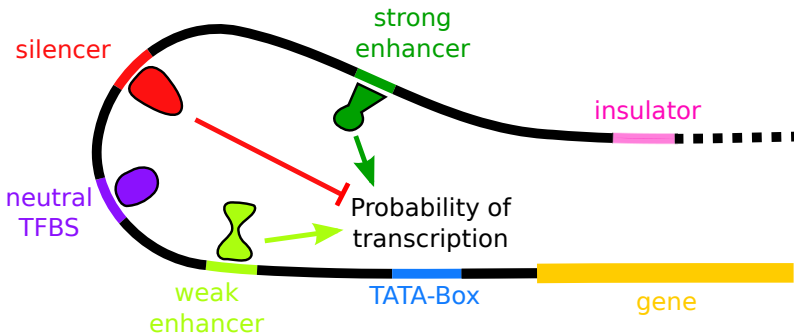 strong
enhancer
silencer
insulator
neutral
TFBS
Probability of
transcription
weak
enhancer
TATA-Box
gene